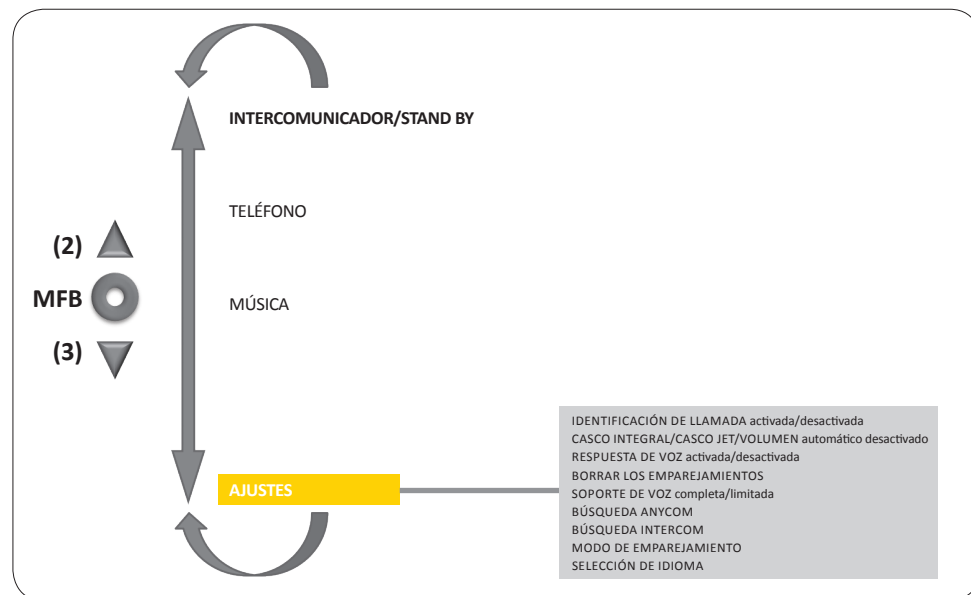 INTERCOMUNICADOR/STAND BY
TELÉFONO
(2)
MFB
MÚSICA
(3)
AJUSTES
IDENTIFICACIÓN DE LLAMADA activada/desactivada
CASCO INTEGRAL/CASCO JET/VOLUMEN automático desactivado
RESPUESTA DE VOZ activada/desactivada
BORRAR LOS EMPAREJAMIENTOS
SOPORTE DE VOZ completa/limitada
BÚSQUEDA ANYCOM
BÚSQUEDA INTERCOM
MODO DE EMPAREJAMIENTO
SELECCIÓN DE IDIOMA